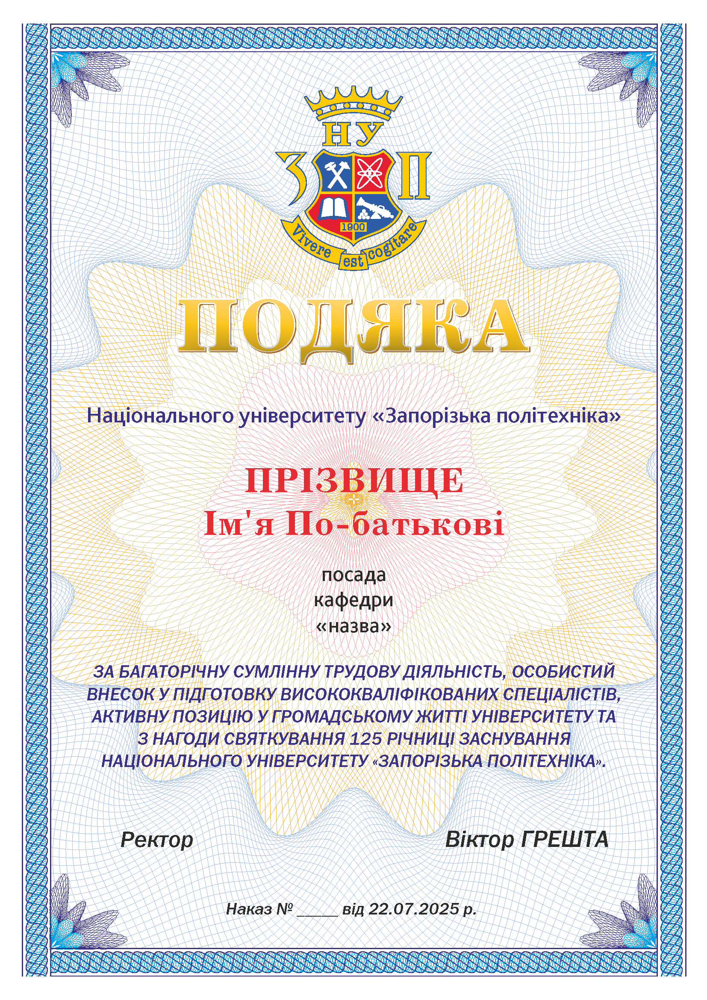 НУ
З П
1900
Vivere est cogitare
ПОДЯКА
Національного університету «Запорізька політехніка»
ПРІЗВИЩЕ
Ім'я По-батькові
посада
кафедри
«назва»
ЗА БАГАТОРІЧНУ СУМЛІННУ ТРУДОВУ ДІЯЛЬНІСТЬ, ОСОБИСТИЙ
ВНЕСОК У ПІДГОТОВКУ ВИСОКОКВАЛІФІКОВАНИХ СПЕЦІАЛІСТІВ,
АКТИВНУ ПОЗИЦІЮ У ГРОМАДСЬКОМУ ЖИТТІ УНІВЕРСИТЕТУ ТА
З НАГОДИ СВЯТКУВАННЯ 125 РІЧНИЦІ ЗАСНУВАННЯ
НАЦІОНАЛЬНОГО УНІВЕРСИТЕТУ «ЗАПОРІЗЬКА ПОЛІТЕХНІКА».
Ректор Віктор ГРЕШТА
Наказ № _____ від 22.07.2025 р.